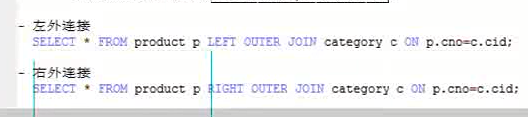 - 左外连接
SELECT * FROM product p LEFT OUTER JOIN category c ON p.cno=c.cid;
- 右外连接
SELECT * FROM product p RIGHT OUTER JOIN category c ON p.cno=c.cid;